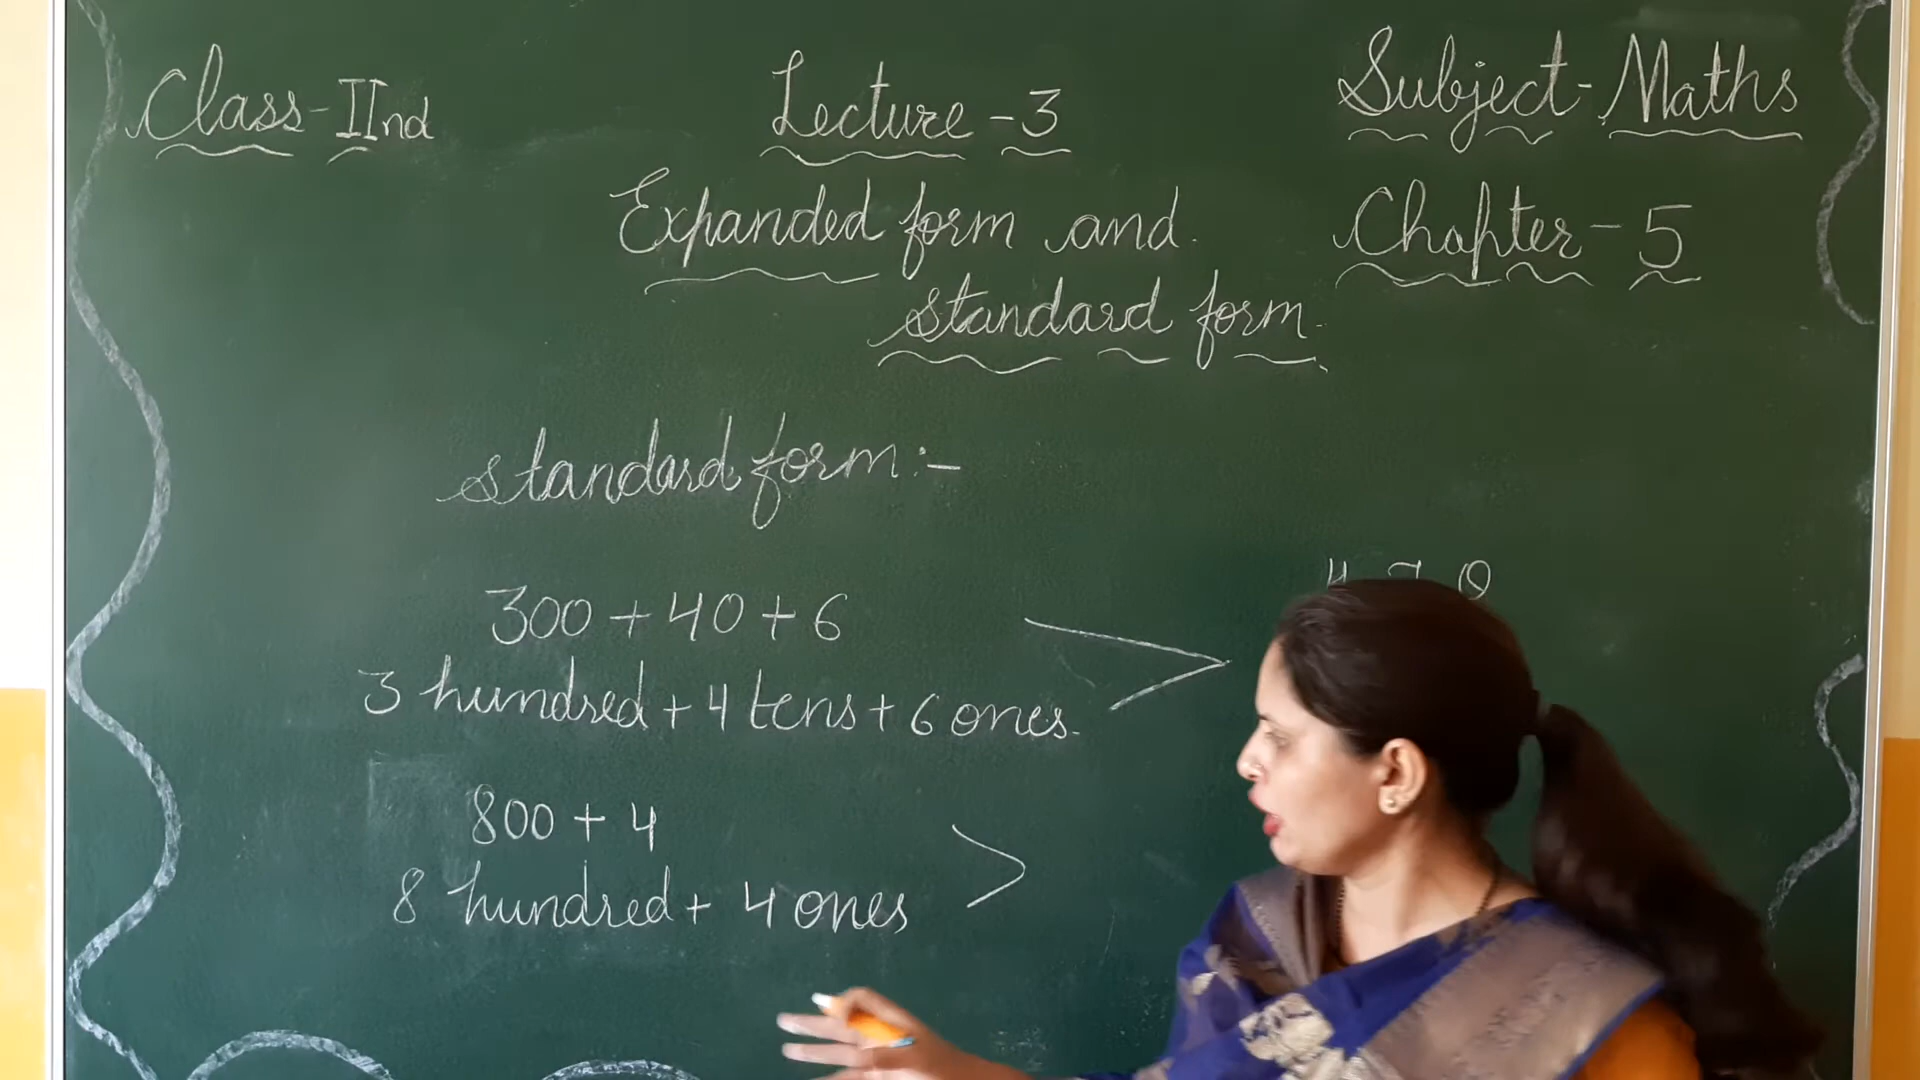 Class-IInd
Lecture-3
Subject-Maths
Expanded form and
standard form.
Chapter-5
standard form:-
H T O
300+40+6
3 hundred+4 tens+6 ones.
800+4
8 hundred+ 4 ones